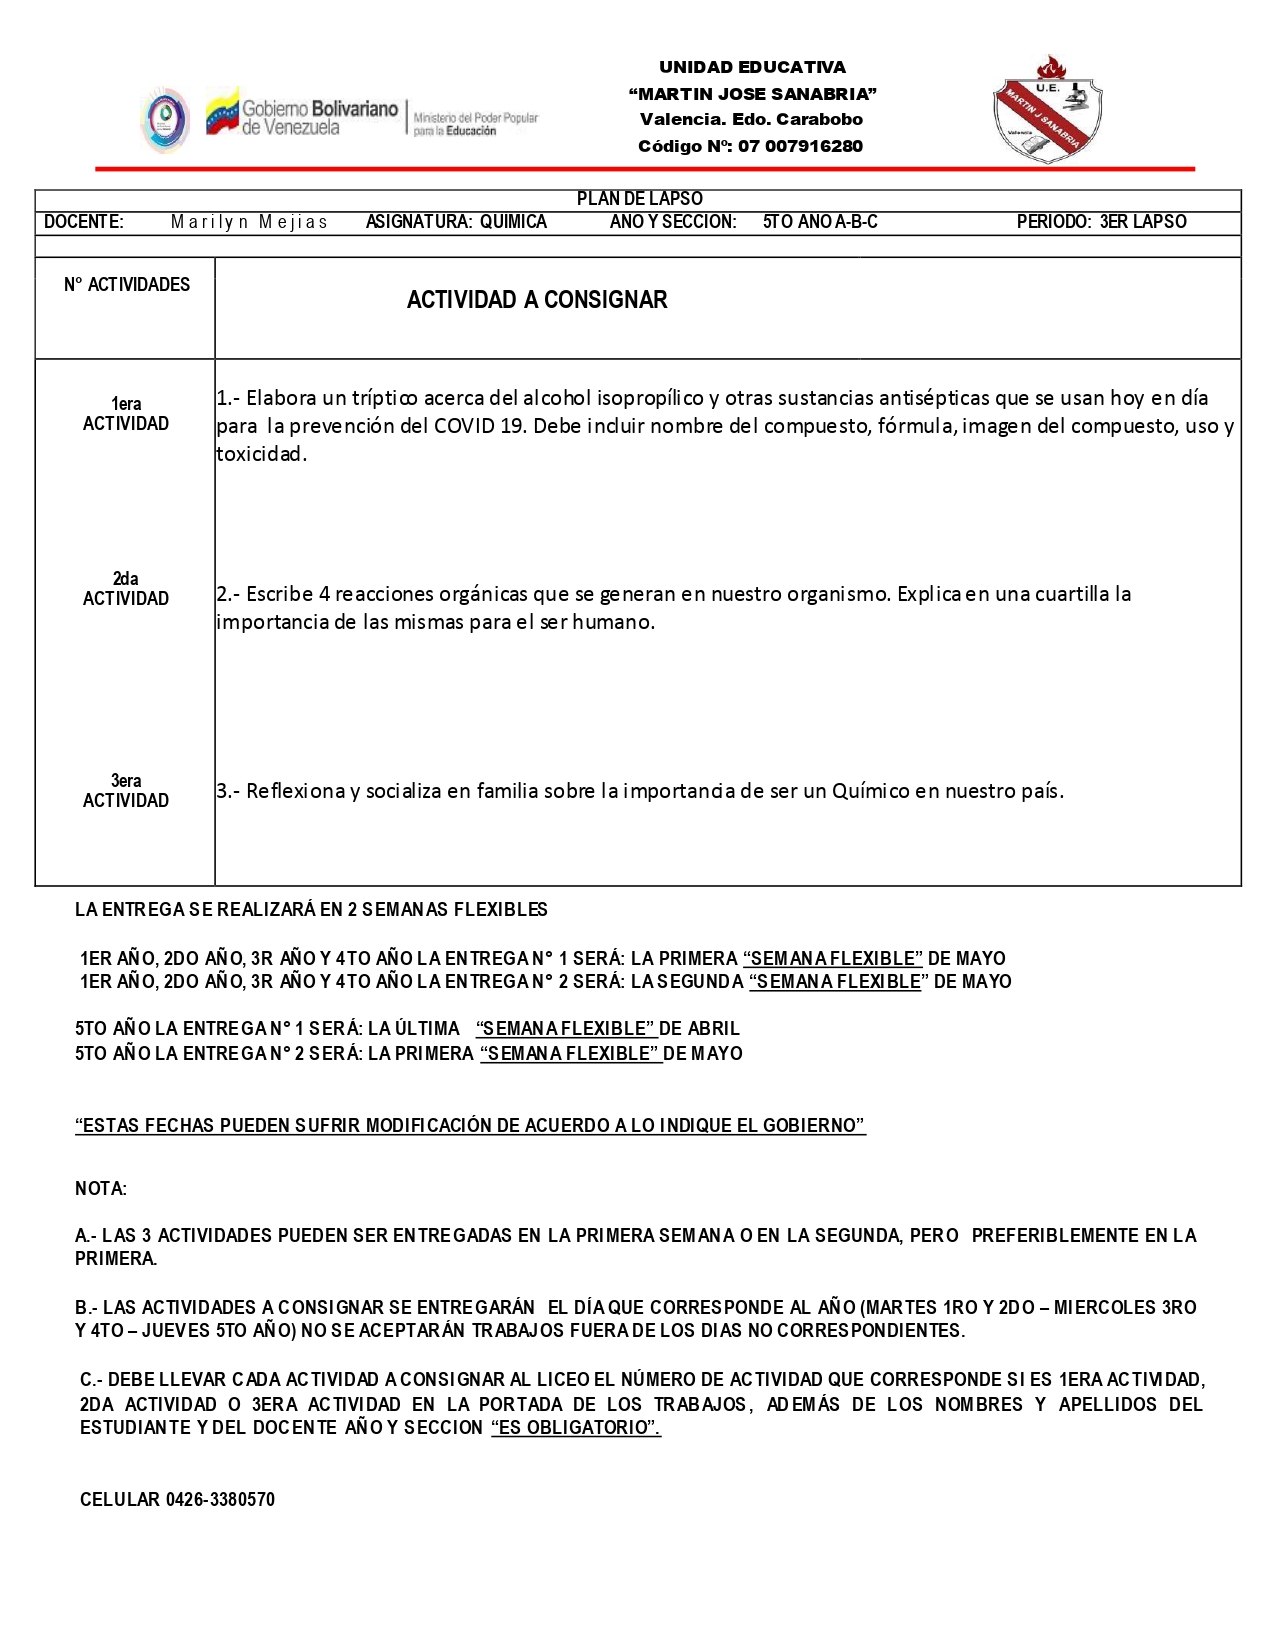 UNIDAD EDUCATIVA
“MARTIN JOSE SANABRIA”
Valencia. Edo. Carabobo
Código Nº: 07 007916280
Gobierno Bolivariano
de Venezuela
Ministerio del Poder Popular
para la Educación
U.E.
MARTIN J SANABRIA
Valencia
PLAN DE LAPSO
DOCENTE: Marilyn Mejias ASIGNATURA: QUIMICA ANO Y SECCION: 5TO ANO A-B-C PERIODO: 3ER LAPSO
N° ACTIVIDADES
ACTIVIDAD A CONSIGNAR
1era
ACTIVIDAD
1.- Elabora un tríptico acerca del alcohol isopropílico y otras sustancias antisépticas que se usan hoy en día
para la prevención del COVID 19. Debe incluir nombre del compuesto, fórmula, imagen del compuesto, uso y
toxicidad.
2da
ACTIVIDAD
2.- Escribe 4 reacciones orgánicas que se generan en nuestro organismo. Explica en una cuartilla la
importancia de las mismas para el ser humano.
3era
ACTIVIDAD
3.- Reflexiona y socializa en familia sobre la importancia de ser un Químico en nuestro país.
LA ENTREGA SE REALIZARÁ EN 2 SEMANAS FLEXIBLES
1ER AÑO, 2DO AÑO, 3R AÑO Y 4TO AÑO LA ENTREGA N° 1 SERÁ: LA PRIMERA “SEMANA FLEXIBLE” DE MAYO
1ER AÑO, 2DO AÑO, 3R AÑO Y 4TO AÑO LA ENTREGA N° 2 SERÁ: LA SEGUNDA “SEMANA FLEXIBLE” DE MAYO
5TO AÑO LA ENTREGA N° 1 SERÁ: LA ÚLTIMA “SEMANA FLEXIBLE” DE ABRIL
5TO AÑO LA ENTREGA N° 2 SERÁ: LA PRIMERA “SEMANA FLEXIBLE” DE MAYO
“ESTAS FECHAS PUEDEN SUFRIR MODIFICACIÓN DE ACUERDO A LO INDIQUE EL GOBIERNO”
NOTA:
A.- LAS 3 ACTIVIDADES PUEDEN SER ENTREGADAS EN LA PRIMERA SEMANA O EN LA SEGUNDA, PERO PREFERIBLEMENTE EN LA
PRIMERA.
B.- LAS ACTIVIDADES A CONSIGNAR SE ENTREGARÁN EL DÍA QUE CORRESPONDE AL AÑO (MARTES 1RO Y 2DO – MIERCOLES 3RO
Y 4TO – JUEVES 5TO AÑO) NO SE ACEPTARÁN TRABAJOS FUERA DE LOS DIAS NO CORRESPONDIENTES.
C.- DEBE LLEVAR CADA ACTIVIDAD A CONSIGNAR AL LICEO EL NÚMERO DE ACTIVIDAD QUE CORRESPONDE SI ES 1ERA ACTIVIDAD,
2DA ACTIVIDAD O 3ERA ACTIVIDAD EN LA PORTADA DE LOS TRABAJOS, ADEMÁS DE LOS NOMBRES Y APELLIDOS DEL
ESTUDIANTE Y DEL DOCENTE AÑO Y SECCION “ES OBLIGATORIO”.
CELULAR 0426-3380570